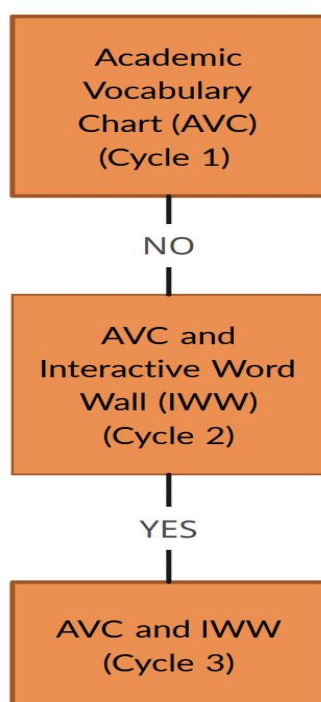 Academic
Vocabulary
Chart (AVC)
(Cycle 1)
NO
AVC and
Interactive Word
Wall (IWW)
(Cycle 2)
YES
AVC and IWW
(Cycle 3)